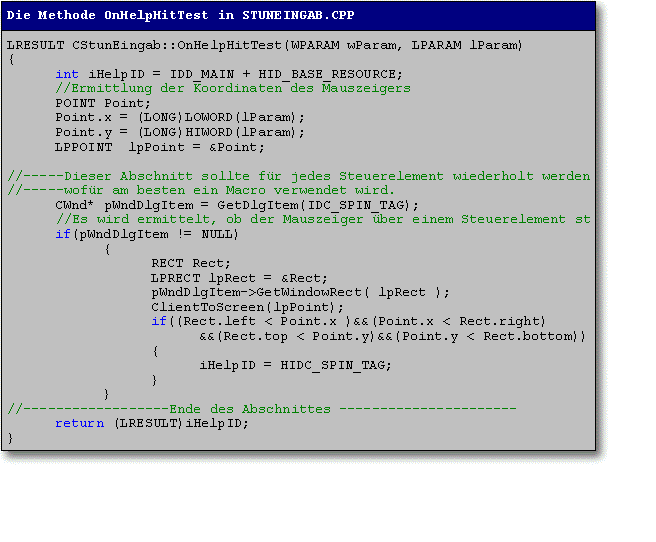 Die Methode OnHelpHitTest in STUNEINGAB.CPP
LRESULT CStunEingab::OnHelpHitTest(WPARAM wParam, LPARAM lParam)
{
int iHelpID = IDD_MAIN + HID_BASE_RESOURCE;
//Ermittlung der Koordinaten des Mauszeigers
POINT Point;
Point.x = (LONG)LOWORD(lParam);
Point.y = (LONG)HIWORD(lParam);
LPPOINT lpPoint = &Point;
//-----Dieser Abschnitt sollte für jedes Steuerelement wiederholt werden
//-----wofür am besten ein Macro verwendet wird.
CWnd* pWndDlgItem = GetDlgItem(IDC_SPIN_TAG);
//Es wird ermittelt, ob der Mauszeiger über einem Steuerelement st
if(pWndDlgItem != NULL)
{
RECT Rect;
LPRECT lpRect = &Rect;
pWndDlgItem->GetWindowRect( lpRect );
ClientToScreen(lpPoint);
if((Rect.left < Point.x )&&(Point.x < Rect.right)
&&(Rect.top < Point.y)&&(Point.y < Rect.bottom))
{
iHelpID = HIDC_SPIN_TAG;
}
}
//------------------Ende des Abschnittes ----------------------
return (LRESULT)iHelpID;
}